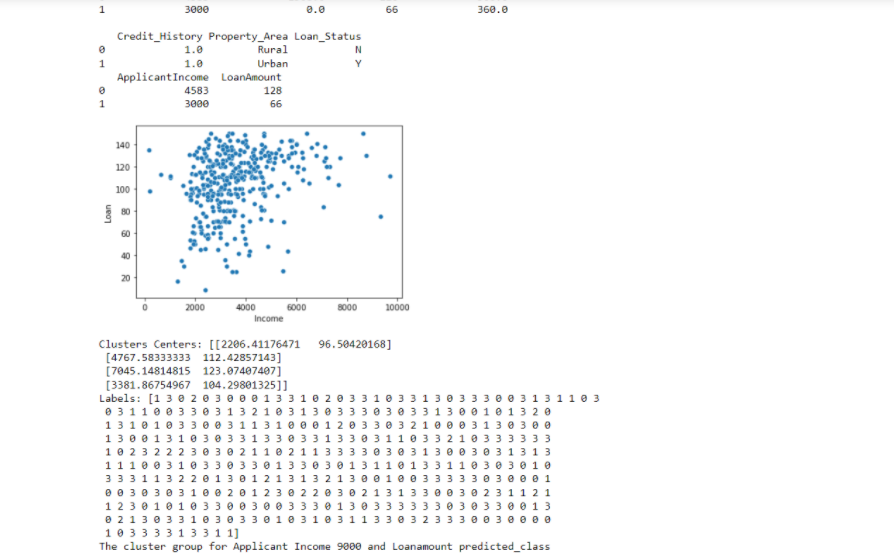 1 3000 0.0 66 360.0
Credit_History Property_Area Loan_Status
0 1.0 Rural N
1 1.0 Urban Y
ApplicantIncome LoanAmount
0 4583 128
1 3000 66
140
120
100
80
60
40
20
Loan
0 2000 4000 6000 8000 10000
Income
Clusters Centers: [[2206.41176471 96.50420168]
[4767.58333333 112.42857143]
[7045.14814815 123.07407407]
[3381.86754967 104.29801325]]
Labels: [1 3 0 2 0 3 0 0 0 1 3 3 1 0 2 0 3 3 1 0 3 3 1 3 0 3 3 3 0 0 3 1 3 1 1 0 3
0 3 1 1 0 0 3 3 0 3 1 3 2 1 0 3 1 3 0 3 3 3 0 3 0 3 3 1 3 0 0 1 0 1 3 2 0
1 3 1 0 1 0 3 3 0 0 3 1 1 3 1 0 0 0 1 2 0 3 3 0 3 2 1 0 0 0 3 1 3 0 3 0 0
1 3 0 0 1 3 1 0 3 0 3 3 1 3 3 0 3 3 1 3 3 0 3 1 1 0 3 3 2 1 0 3 3 3 3 3 3
1 0 2 3 2 2 2 3 0 3 0 2 1 1 0 2 1 1 3 3 3 3 3 0 3 0 3 1 3 0 0 3 0 3 1 3 1 3
1 1 1 0 0 3 1 0 3 3 0 3 3 0 1 3 3 0 3 0 1 3 1 1 0 1 3 3 1 1 0 3 0 3 0 1 0
3 3 3 1 1 3 2 2 0 1 3 0 1 2 1 3 1 3 2 1 3 0 0 1 0 0 3 3 3 3 3 0 3 0 0 0 1
0 0 3 0 3 0 3 1 0 0 2 0 1 2 3 0 2 2 0 3 0 2 1 3 1 3 3 0 0 3 0 2 3 1 1 2 1
1 2 3 0 1 0 1 0 3 3 0 0 3 0 0 3 3 3 0 1 3 0 3 3 3 3 3 3 0 3 0 3 3 0 0 1 3
0 2 1 3 0 3 3 1 0 3 0 3 3 0 1 0 3 1 0 3 1 1 3 3 0 3 2 3 3 3 0 0 3 0 0 0 0
1 0 3 3 3 3 1 3 3 1 1]
The cluster group for Applicant Income 9000 and Loanamount predicted_class